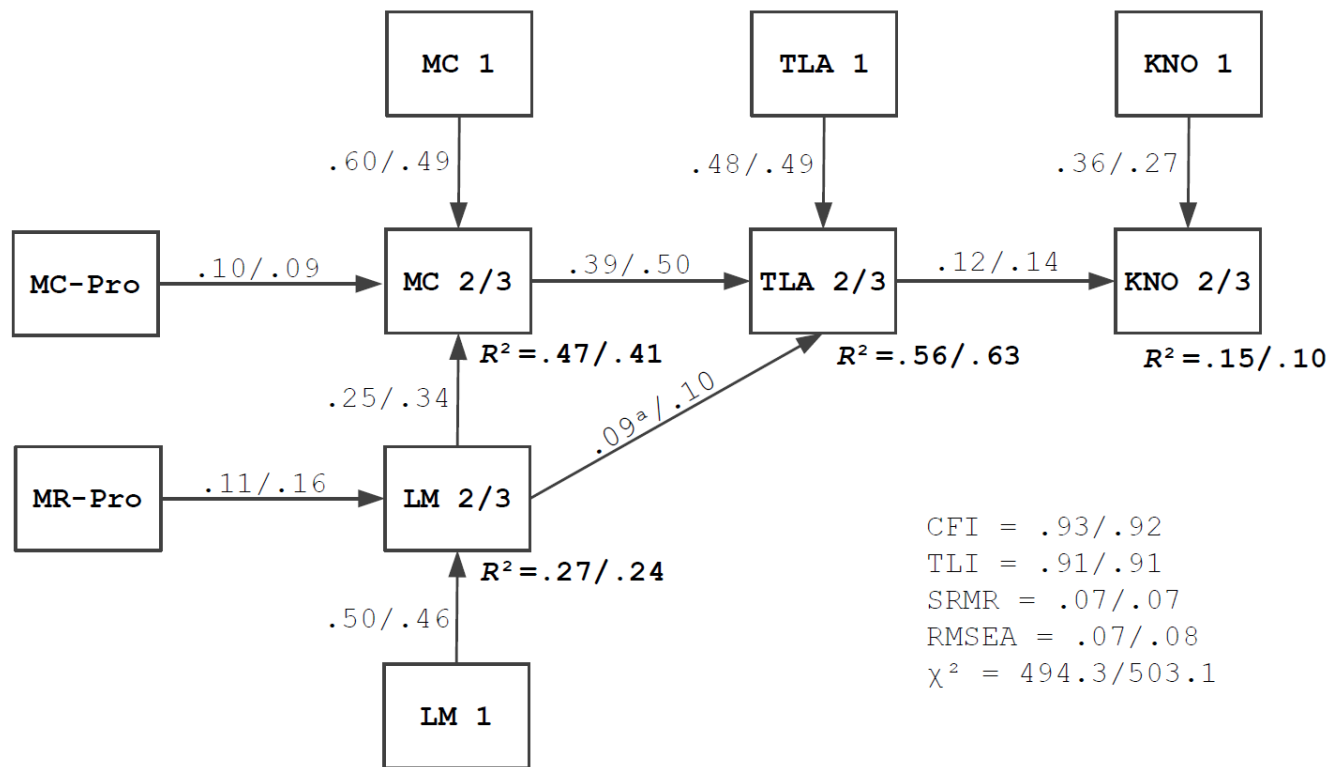 MC 1
TLA 1
KNO 1
.60/.49
.48/.49
.36/.27
MC-Pro
.10/.09
MC 2/3
.39/.50
TLA 2/3
.12/.14
KNO 2/3
R²=.47/.41
R²=.56/.63
R²=.15/.10
.25/.34
.09ᵃ/.10
MR-Pro
.11/.16
LM 2/3
R²=.27/.24
.50/.46
LM 1
CFI = .93/.92
TLI = .91/.91
SRMR = .07/.07
RMSEA = .07/.08
χ² = 494.3/503.1